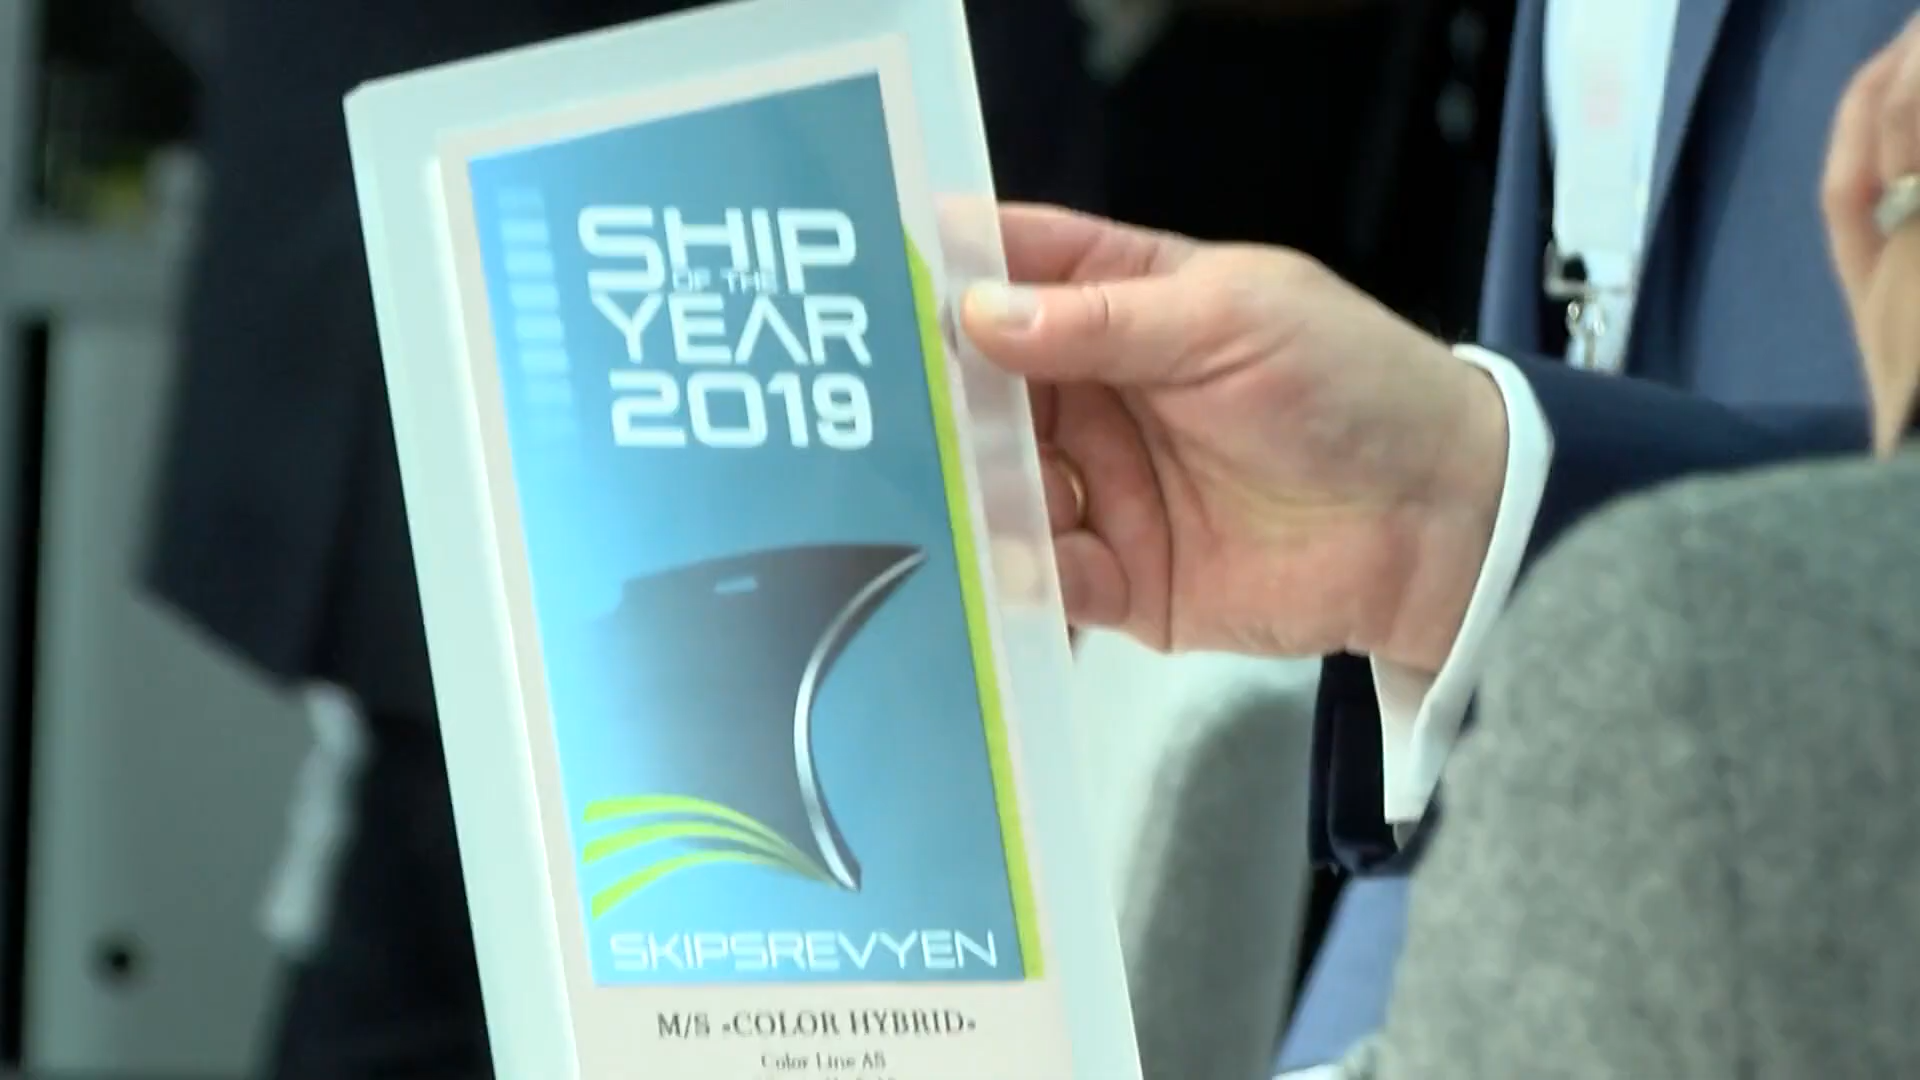 SHIP
OF THE
YEAR
2019
SKIPSREVYEN
M/S «COLOR HYBRID»
Color Line AS